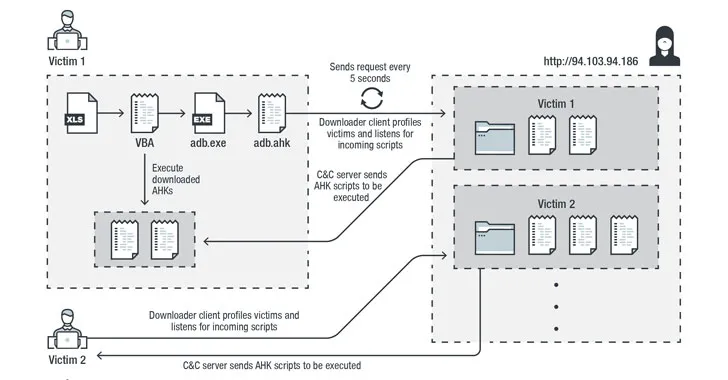 Victim 1
http://94.103.94.186
Sends request every
5 seconds
XLS
VBA
EXE
adb.exe
adb.ahk
Downloader client profiles
victims and listens for
incoming scripts
Victim 1
Execute
downloaded
AHKs
C&C server sends
AHK scripts to be
executed
Victim 2
Downloader client profiles victims and
listens for incoming scripts
Victim 2
C&C server sends AHK scripts to be executed